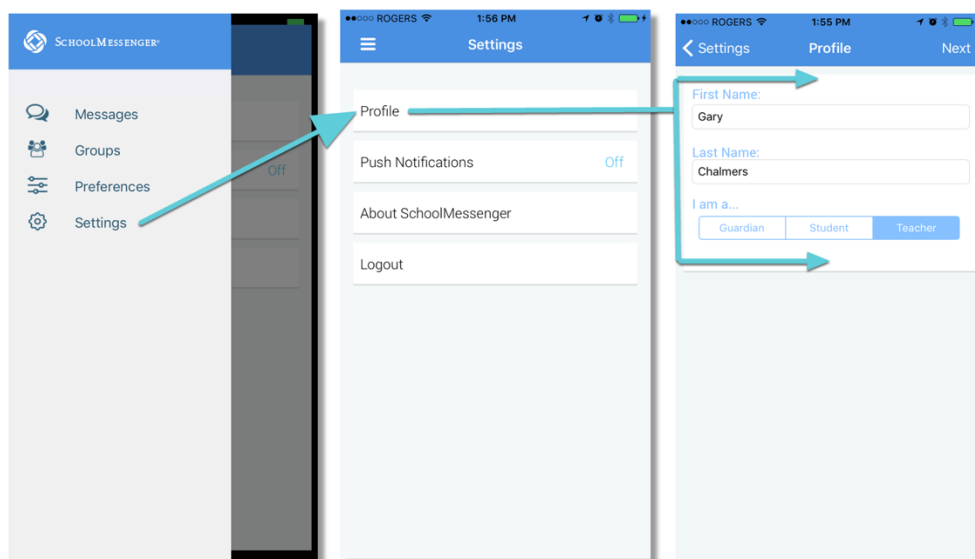 SCHOOLMESSENGER®
Messages
Groups
Preferences
Settings
Off
ROGERS 1:56 PM
Settings
Profile
Push Notifications Off
About SchoolMessenger
Logout
ROGERS 1:55 PM
Settings Profile Next
First Name:
Gary
Last Name:
Chalmers
I am a...
Guardian Student Teacher